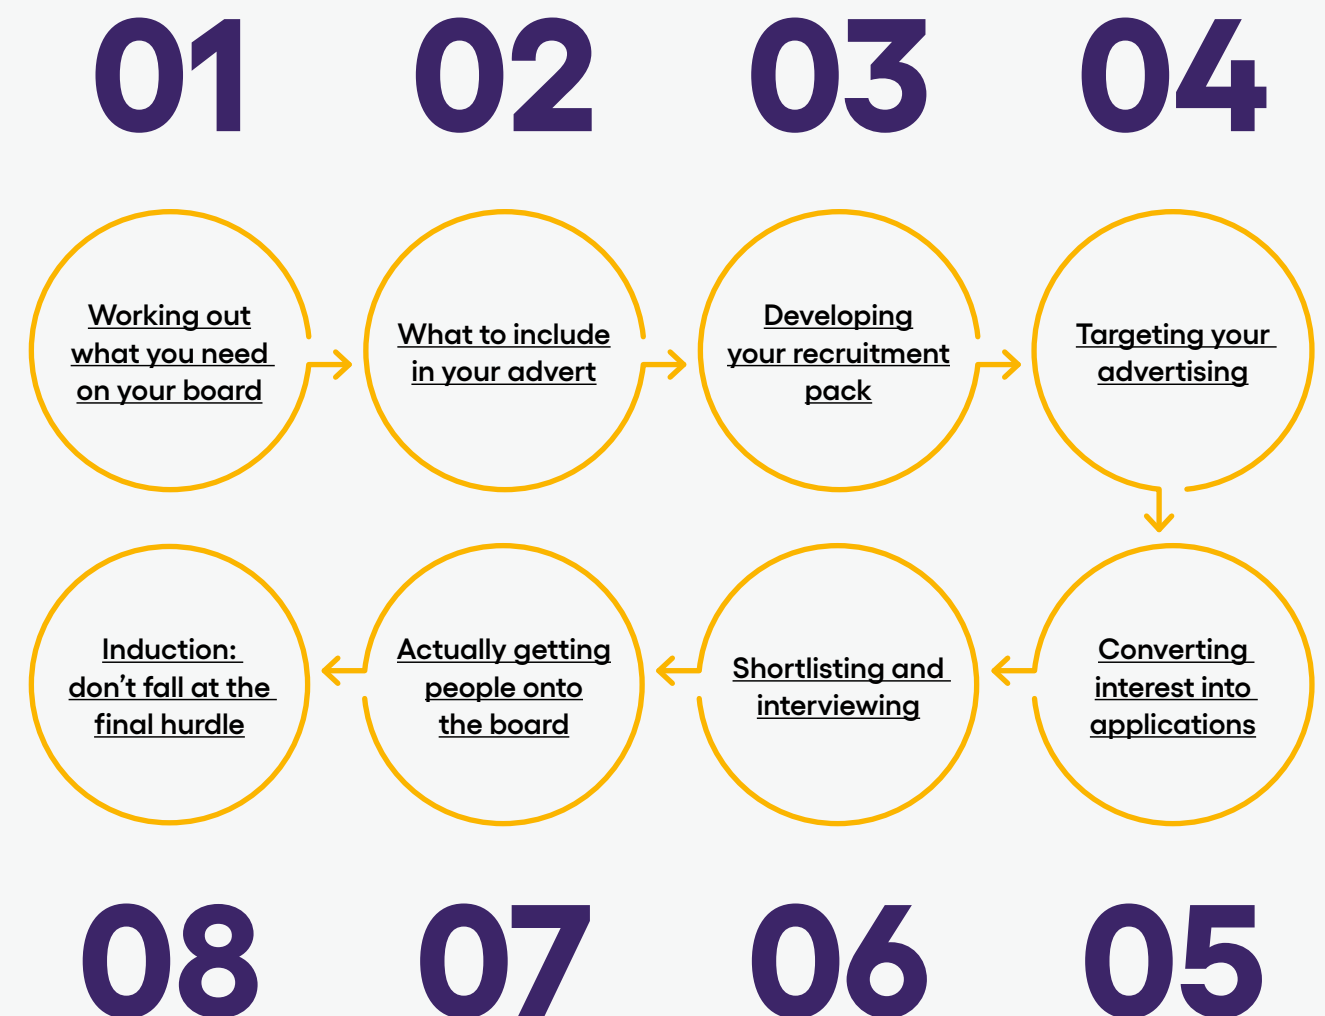 01
02
03
04
Working out
what you need
on your board
What to include
in your advert
Developing
your recruitment
pack
Targeting your
advertising
Converting
interest into
applications
Shortlisting and
interviewing
Actually getting
people onto
the board
Induction:
don’t fall at the
final hurdle
08
07
06
05